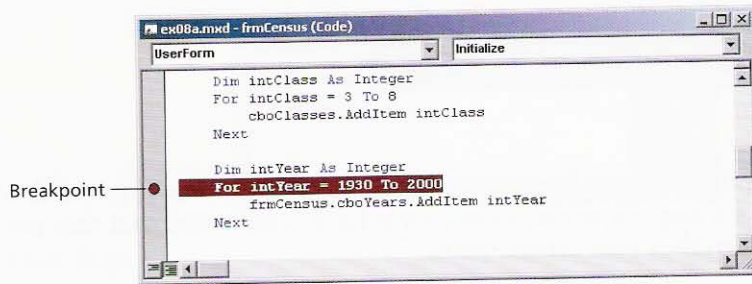 ex08a.mxd - frmCensus (Code)
UserForm Initialize
Dim intClass As Integer
For intClass = 3 To 8
cboClasses.AddItem intClass
Next
Dim intYear As Integer
For intYear = 1930 To 2000
frmCensus.cboYears.AddItem intYear
Next
Breakpoint